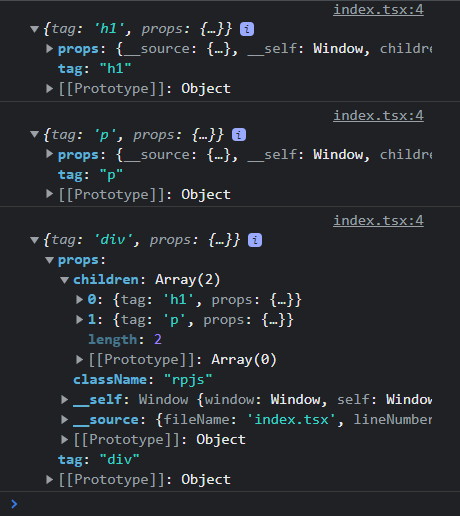 index.tsx:4
{tag: 'h1', props: {…}} i
props: {__source: {…}, __self: Window, childre
tag: "h1"
[[Prototype]]: Object
index.tsx:4
{tag: 'p', props: {…}} i
props: {__source: {…}, __self: Window, childre
tag: "p"
[[Prototype]]: Object
index.tsx:4
{tag: 'div', props: {…}} i
props:
children: Array(2)
0: {tag: 'h1', props: {…}}
1: {tag: 'p', props: {…}}
length: 2
[[Prototype]]: Array(0)
className: "rpjs"
__self: Window {window: Window, self: Window
__source: {fileName: 'index.tsx', lineNumber
[[Prototype]]: Object
tag: "div"
[[Prototype]]: Object